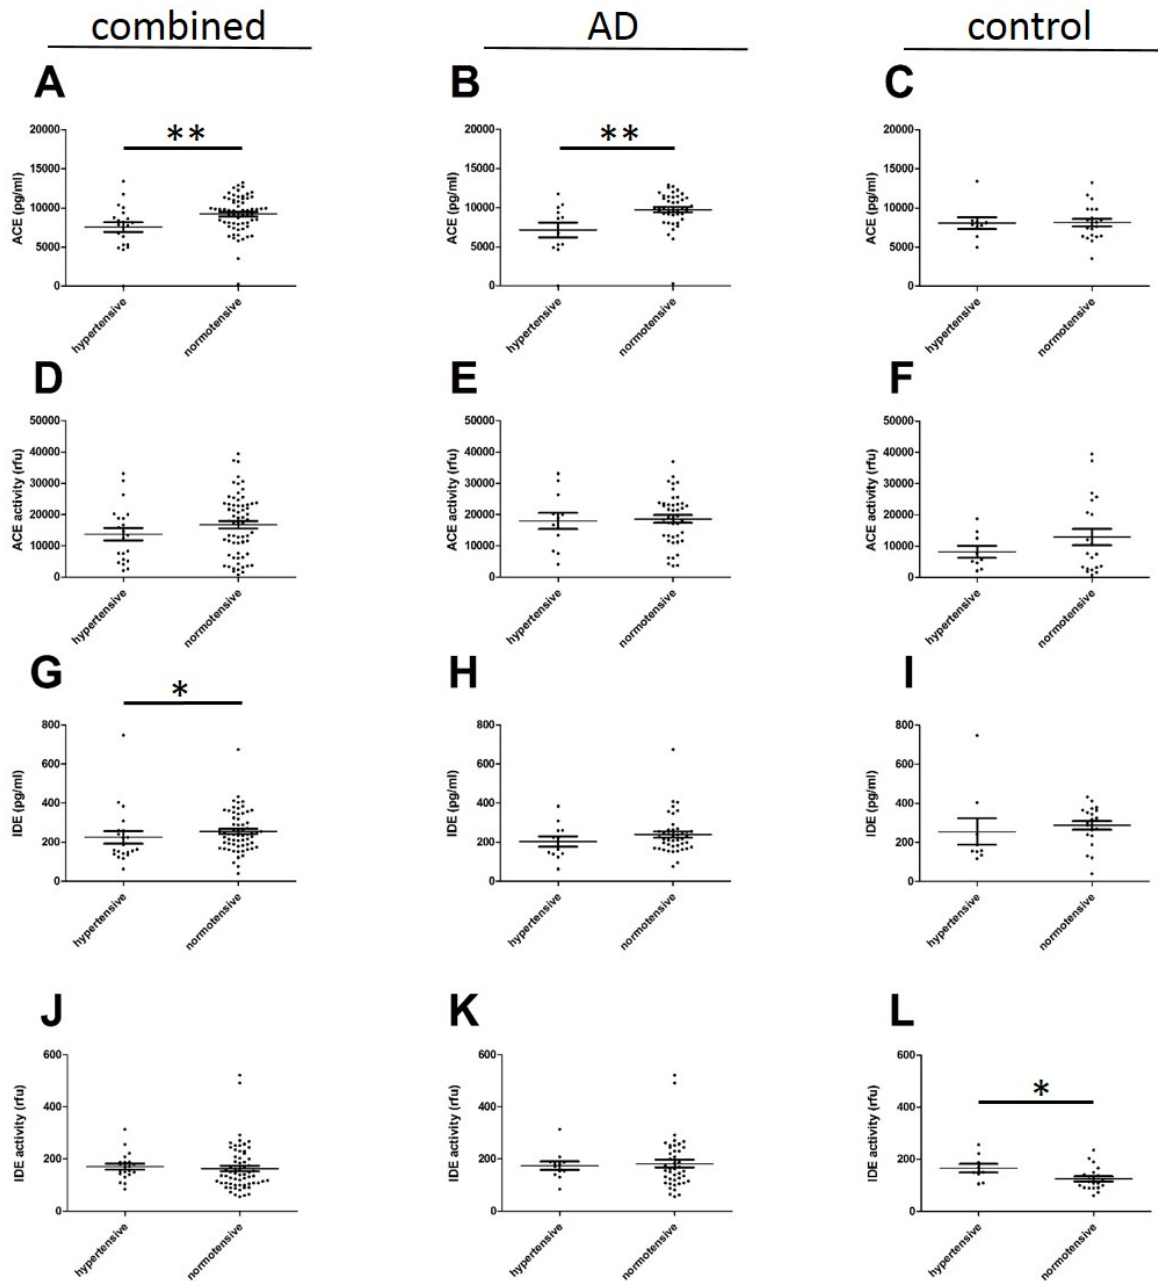 combined AD control
A B C
**
**
20000
15000
10000
5000
0
ACE (pg/ml)
hypertensive
normotensive
20000
15000
10000
5000
0
ACE (pg/ml)
hypertensive
normotensive
20000
15000
10000
5000
0
ACE (pg/ml)
hypertensive
normotensive
D E F
50000
40000
30000
20000
10000
0
ACE activity (rfu)
hypertensive
normotensive
50000
40000
30000
20000
10000
0
ACE activity (rfu)
hypertensive
normotensive
50000
40000
30000
20000
10000
0
ACE activity (rfu)
hypertensive
normotensive
G H I
*
800
600
400
200
0
IDE (pg/ml)
hypertensive
normotensive
800
600
400
200
0
IDE (pg/ml)
hypertensive
normotensive
800
600
400
200
0
IDE (pg/ml)
hypertensive
normotensive
J K L
600
400
200
0
IDE activity (rfu)
hypertensive
normotensive
600
400
200
0
IDE activity (rfu)
hypertensive
normotensive
*
600
400
200
0
IDE activity (rfu)
hypertensive
normotensive